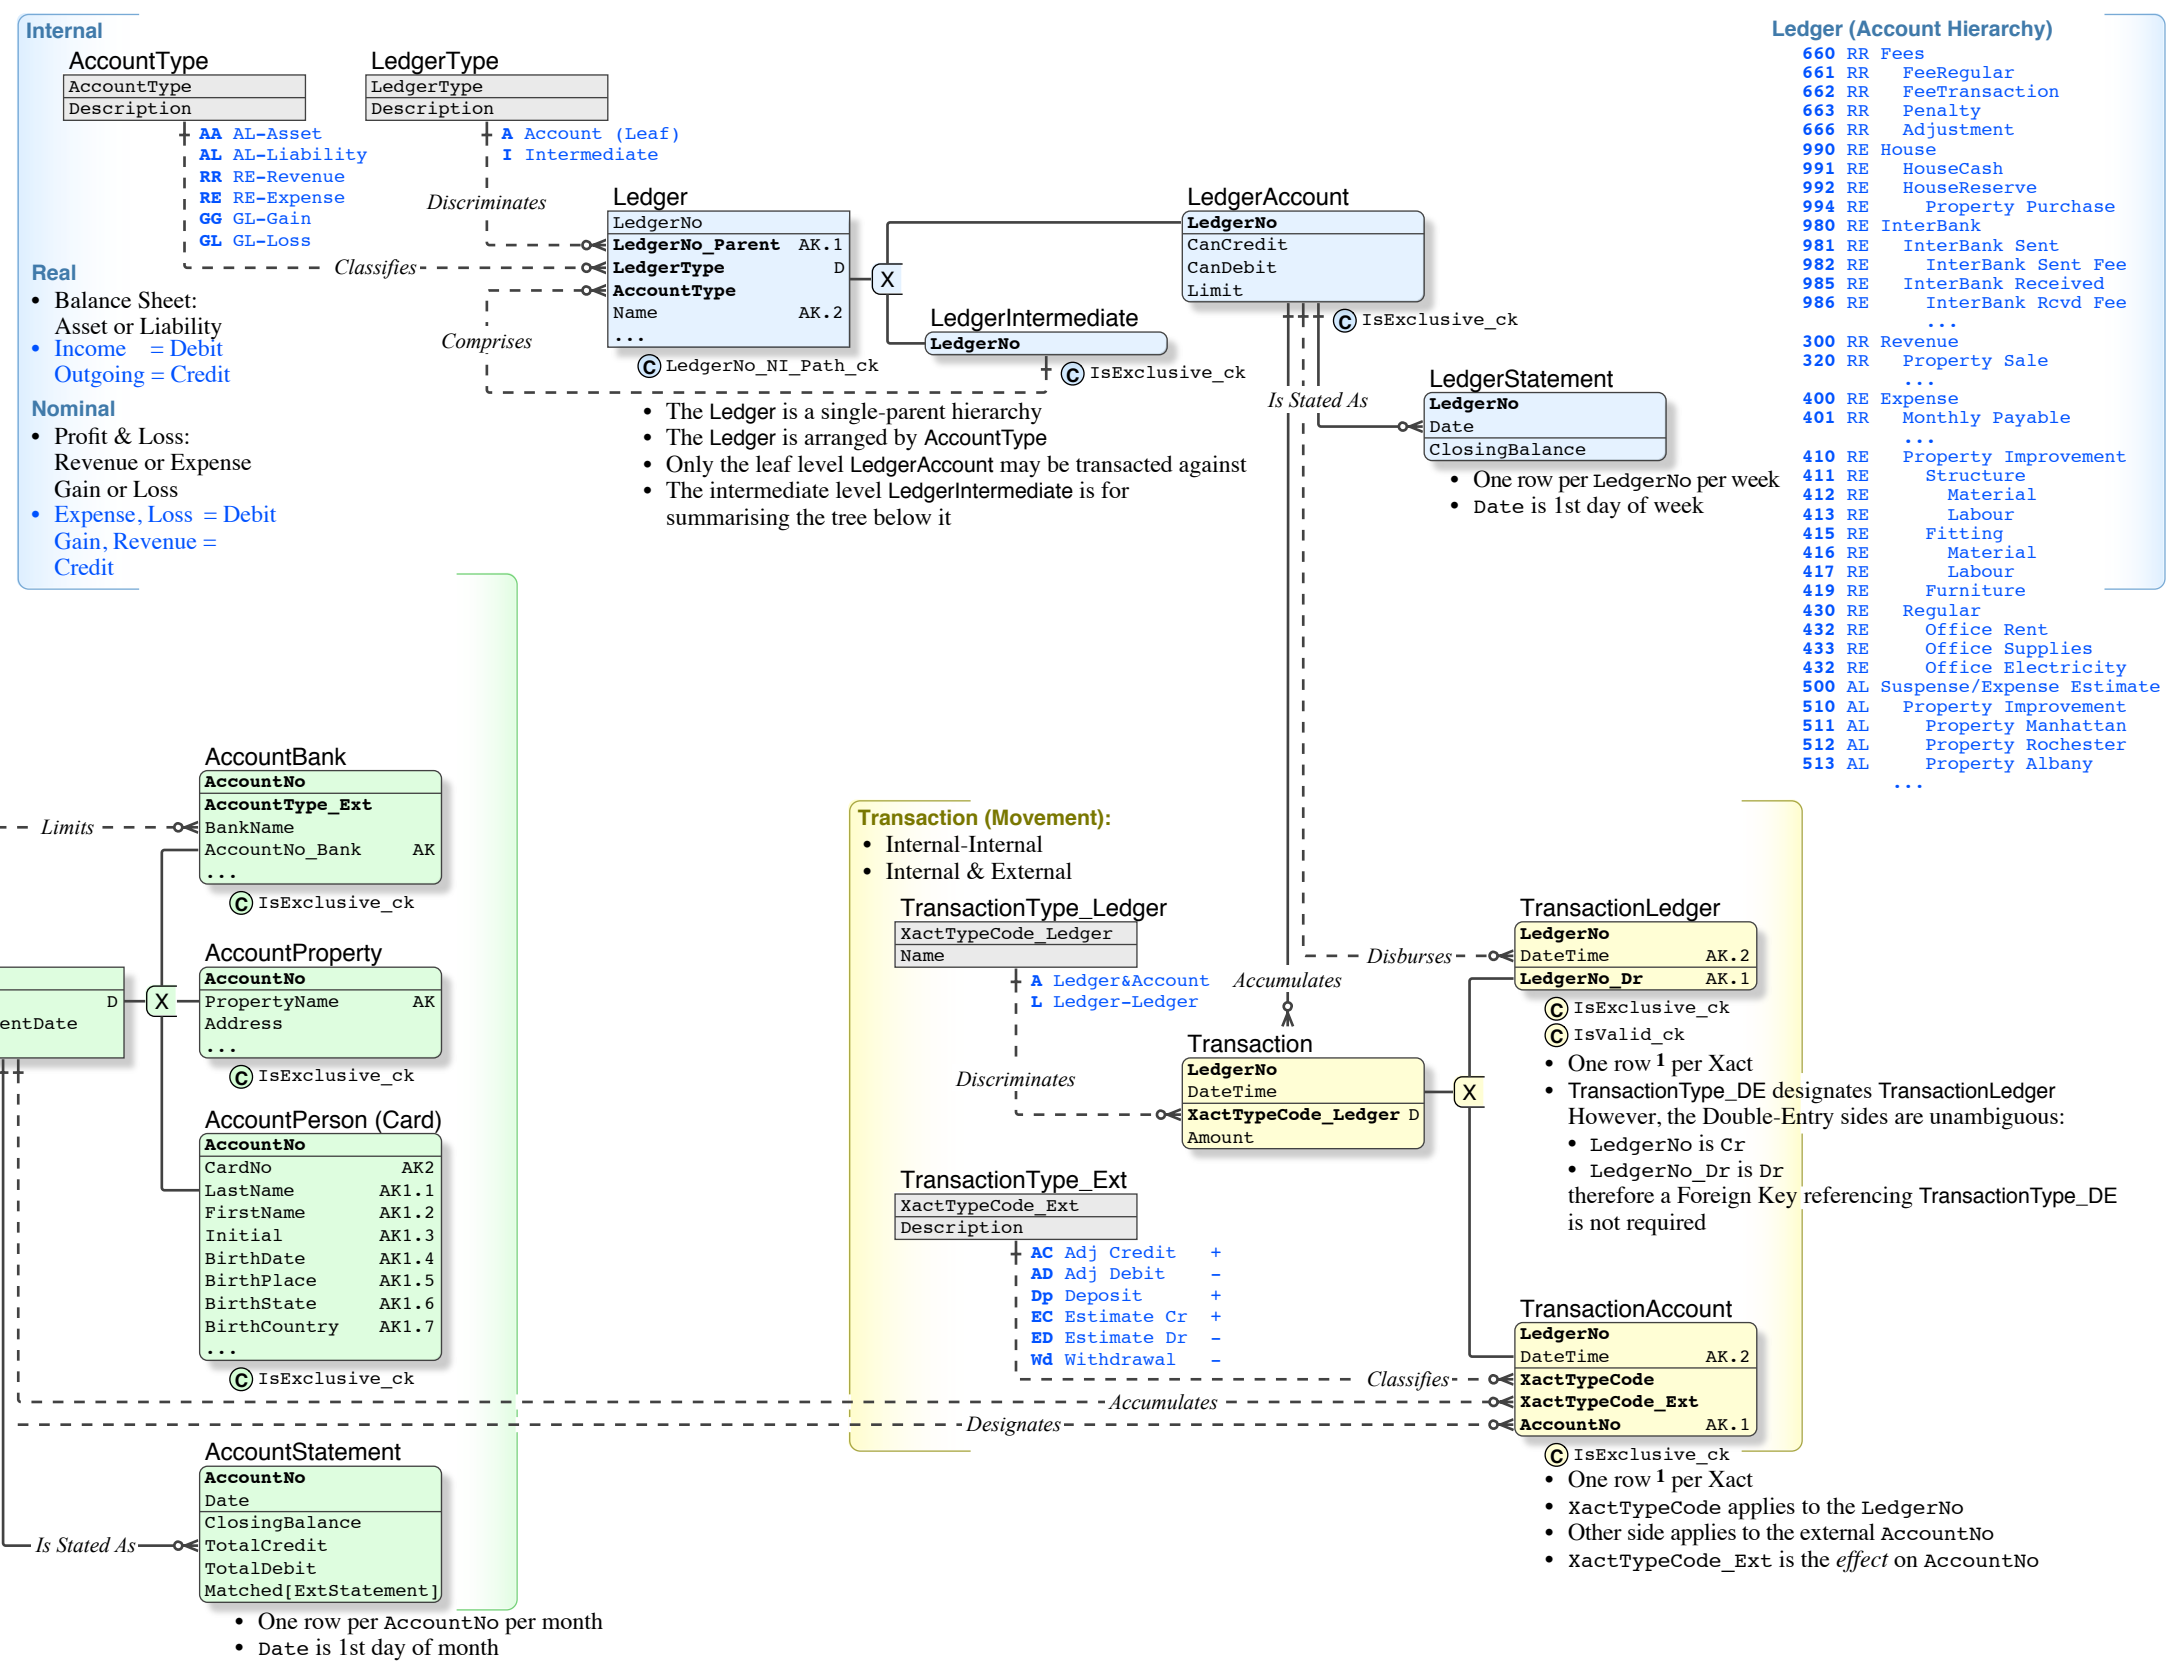 Internal
AccountType
AccountType
Description
AA AL-Asset
AL AL-Liability
RR RE-Revenue
RE RE-Expense
GG GL-Gain
GL GL-Loss
LedgerType
LedgerType
Description
A Account (Leaf)
I Intermediate
Discriminates
Classifies
Comprises
Real
• Balance Sheet:
Asset or Liability
• Income = Debit
Outgoing = Credit
Nominal
• Profit & Loss:
Revenue or Expense
Gain or Loss
• Expense, Loss = Debit
Gain, Revenue =
Credit
Ledger
LedgerNo
LedgerNo_Parent AK.1
LedgerType D
AccountType
Name AK.2
...
C LedgerNo_NI_Path_ck
X
LedgerAccount
LedgerNo
CanCredit
CanDebit
Limit
C IsExclusive_ck
LedgerIntermediate
LedgerNo
C IsExclusive_ck
• The Ledger is a single-parent hierarchy
• The Ledger is arranged by AccountType
• Only the leaf level LedgerAccount may be transacted against
• The intermediate level LedgerIntermediate is for
summarising the tree below it
Is Stated As
LedgerStatement
LedgerNo
Date
ClosingBalance
• One row per LedgerNo per week
• Date is 1st day of week
Ledger (Account Hierarchy)
660 RR Fees
661 RR FeeRegular
662 RR FeeTransaction
663 RR Penalty
666 RR Adjustment
990 RE House
991 RE HouseCash
992 RE HouseReserve
994 RE Property Purchase
980 RE InterBank
981 RE InterBank Sent
982 RE InterBank Sent Fee
985 RE InterBank Received
986 RE InterBank Rcvd Fee
...
300 RR Revenue
320 RR Property Sale
...
400 RE Expense
401 RR Monthly Payable
...
410 RE Property Improvement
411 RE Structure
412 RE Material
413 RE Labour
415 RE Fitting
416 RE Material
417 RE Labour
419 RE Furniture
430 RE Regular
432 RE Office Rent
433 RE Office Supplies
432 RE Office Electricity
500 AL Suspense/Expense Estimate
510 AL Property Improvement
511 AL Property Manhattan
512 AL Property Rochester
513 AL Property Albany
...
Limits
AccountBank
AccountNo
AccountType_Ext
BankName
AccountNo_Bank AK
...
C IsExclusive_ck
D
entDate
X
AccountProperty
AccountNo
PropertyName AK
Address
...
C IsExclusive_ck
AccountPerson (Card)
AccountNo
CardNo AK2
LastName AK1.1
FirstName AK1.2
Initial AK1.3
BirthDate AK1.4
BirthPlace AK1.5
BirthState AK1.6
BirthCountry AK1.7
...
C IsExclusive_ck
Is Stated As
AccountStatement
AccountNo
Date
ClosingBalance
TotalCredit
TotalDebit
Matched[ExtStatement]
• One row per AccountNo per month
• Date is 1st day of month
Transaction (Movement):
• Internal-Internal
• Internal & External
TransactionType_Ledger
XactTypeCode_Ledger
Name
A Ledger&Account
L Ledger-Ledger
Discriminates
Accumulates
Disburses
Transaction
LedgerNo
DateTime
XactTypeCode_Ledger D
Amount
X
TransactionLedger
LedgerNo
DateTime AK.2
LedgerNo_Dr AK.1
C IsExclusive_ck
C IsValid_ck
• One row 1 per Xact
• TransactionType_DE designates TransactionLedger
However, the Double-Entry sides are unambiguous:
• LedgerNo is Cr
• LedgerNo_Dr is Dr
therefore a Foreign Key referencing TransactionType_DE
is not required
TransactionType_Ext
XactTypeCode_Ext
Description
AC Adj Credit +
AD Adj Debit -
Dp Deposit +
EC Estimate Cr +
ED Estimate Dr -
Wd Withdrawal -
Classifies
Accumulates
Designates
TransactionAccount
LedgerNo
DateTime AK.2
XactTypeCode
XactTypeCode_Ext
AccountNo AK.1
C IsExclusive_ck
• One row 1 per Xact
• XactTypeCode applies to the LedgerNo
• Other side applies to the external AccountNo
• XactTypeCode_Ext is the effect on AccountNo